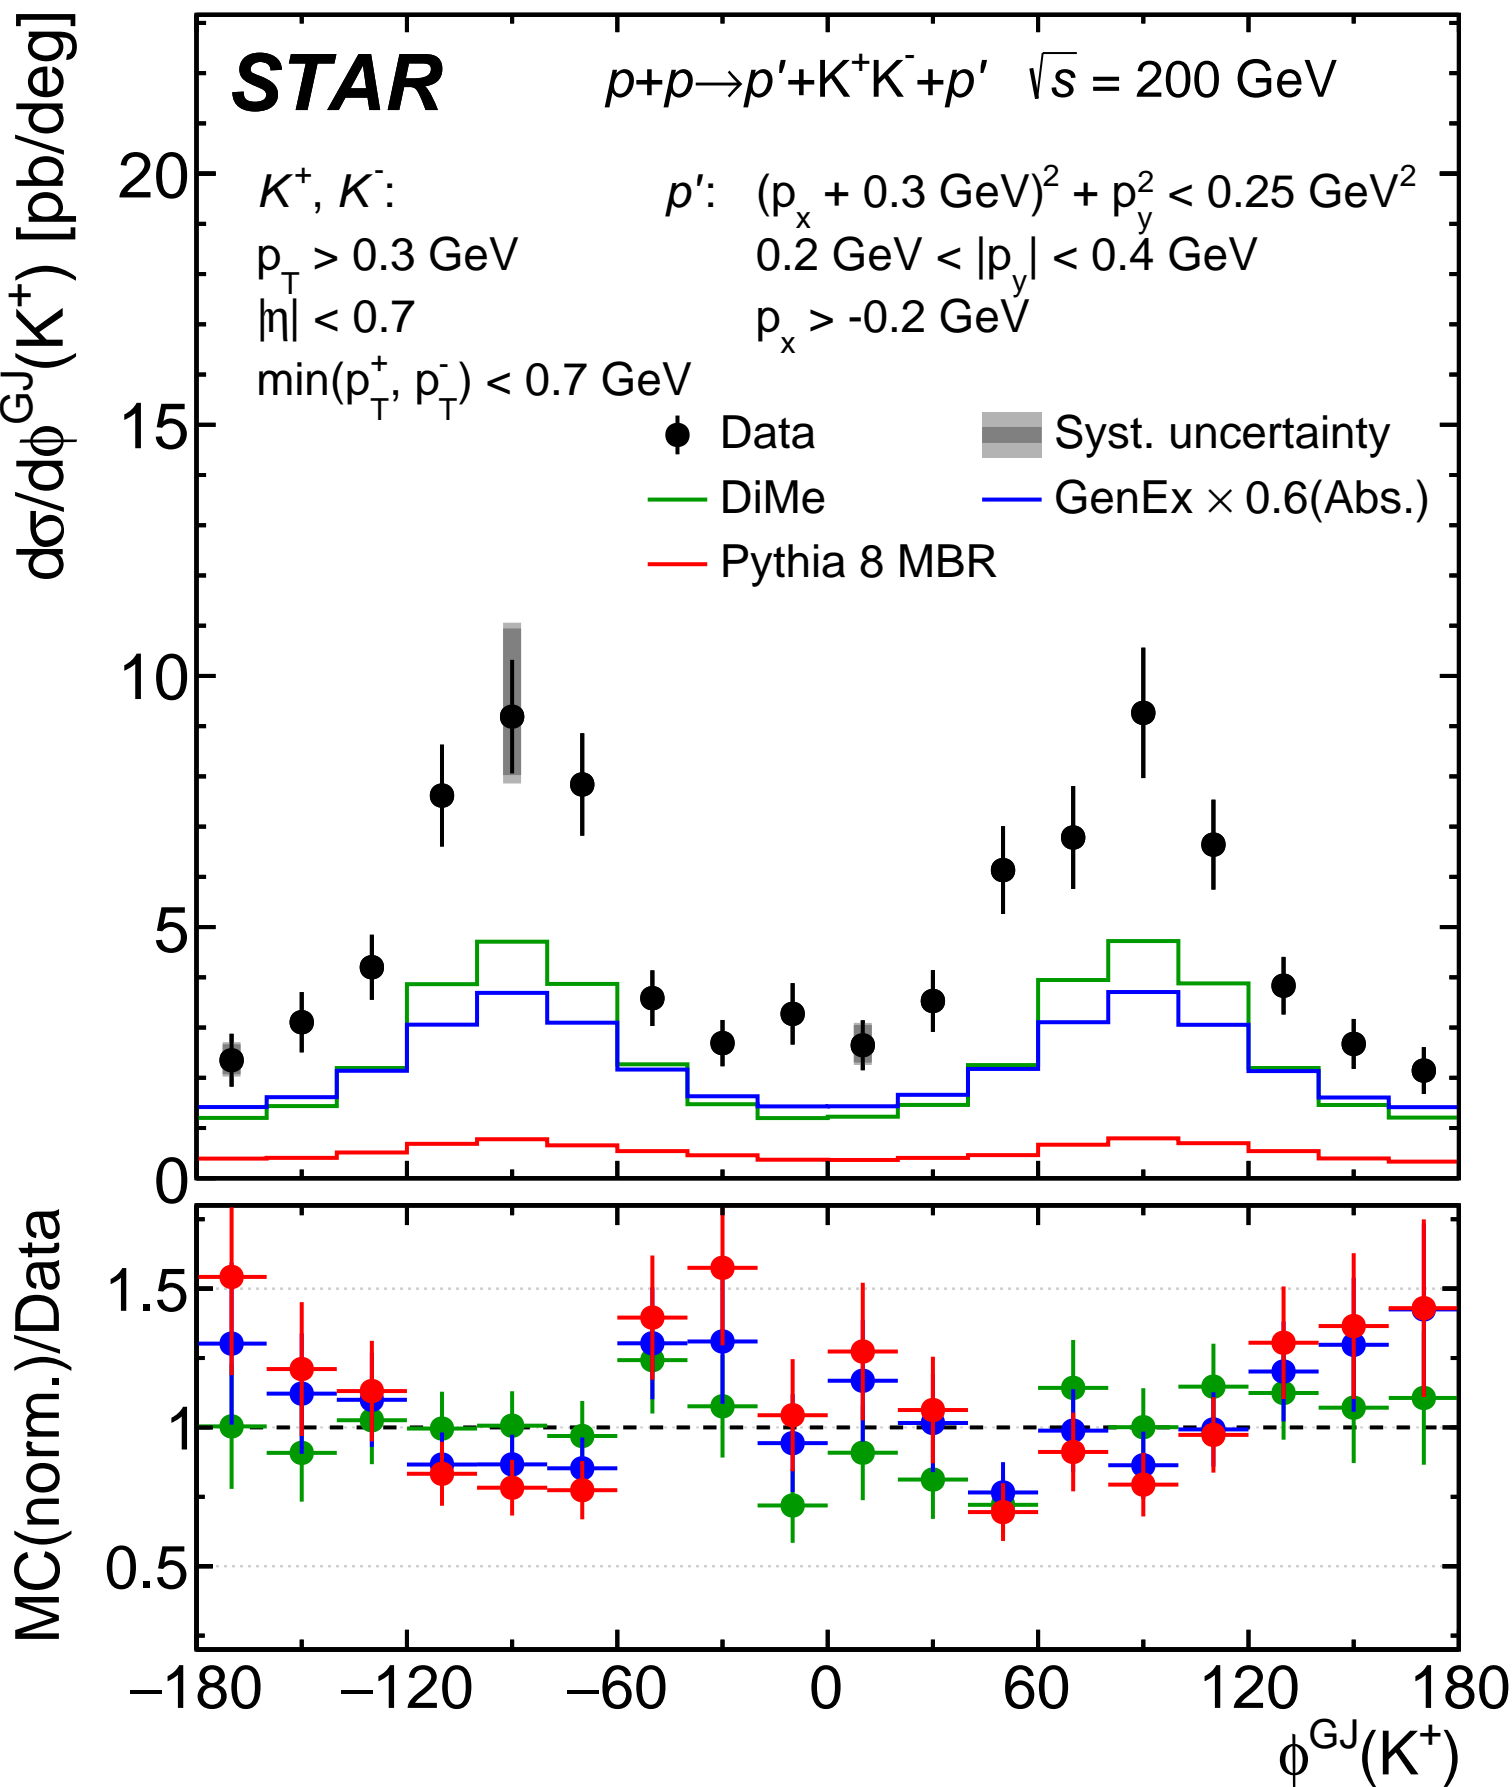 STAR p+p→p′+K⁺K⁻+p′ √s = 200 GeV
K⁺, K⁻: p′: (pₓ + 0.3 GeV)² + p_y² < 0.25 GeV²
p_T > 0.3 GeV 0.2 GeV < |p_y| < 0.4 GeV
|η| < 0.7 pₓ > -0.2 GeV
min(p_T⁺, p_T⁻) < 0.7 GeV
Data Syst. uncertainty
DiMe GenEx × 0.6(Abs.)
Pythia 8 MBR
dσ/dϕ^GJ(K⁺) [pb/deg]
20
15
10
5
0
MC(norm.)/Data
1.5
1
0.5
−180 −120 −60 0 60 120 180
ϕ^GJ(K⁺)